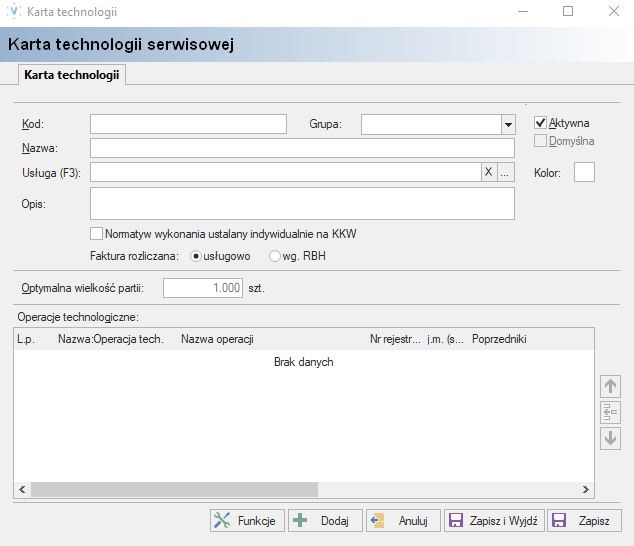 Karta technologii
Karta technologii serwisowej
Karta technologii
Kod: Grupa: Aktywna
Nazwa: Domyślna
Usługa (F3): X ... Kolor:
Opis:
Normatyw wykonania ustalany indywidualnie na KKW
Faktura rozliczana: usługowo wg. RBH
Optymalna wielkość partii: 1.000 szt.
Operacje technologiczne:
L.p. Nazwa:Operacja tech. Nazwa operacji Nr rejestr... j.m. (s... Poprzedniki
Brak danych
Funkcje Dodaj Anuluj Zapisz i Wyjdź Zapisz